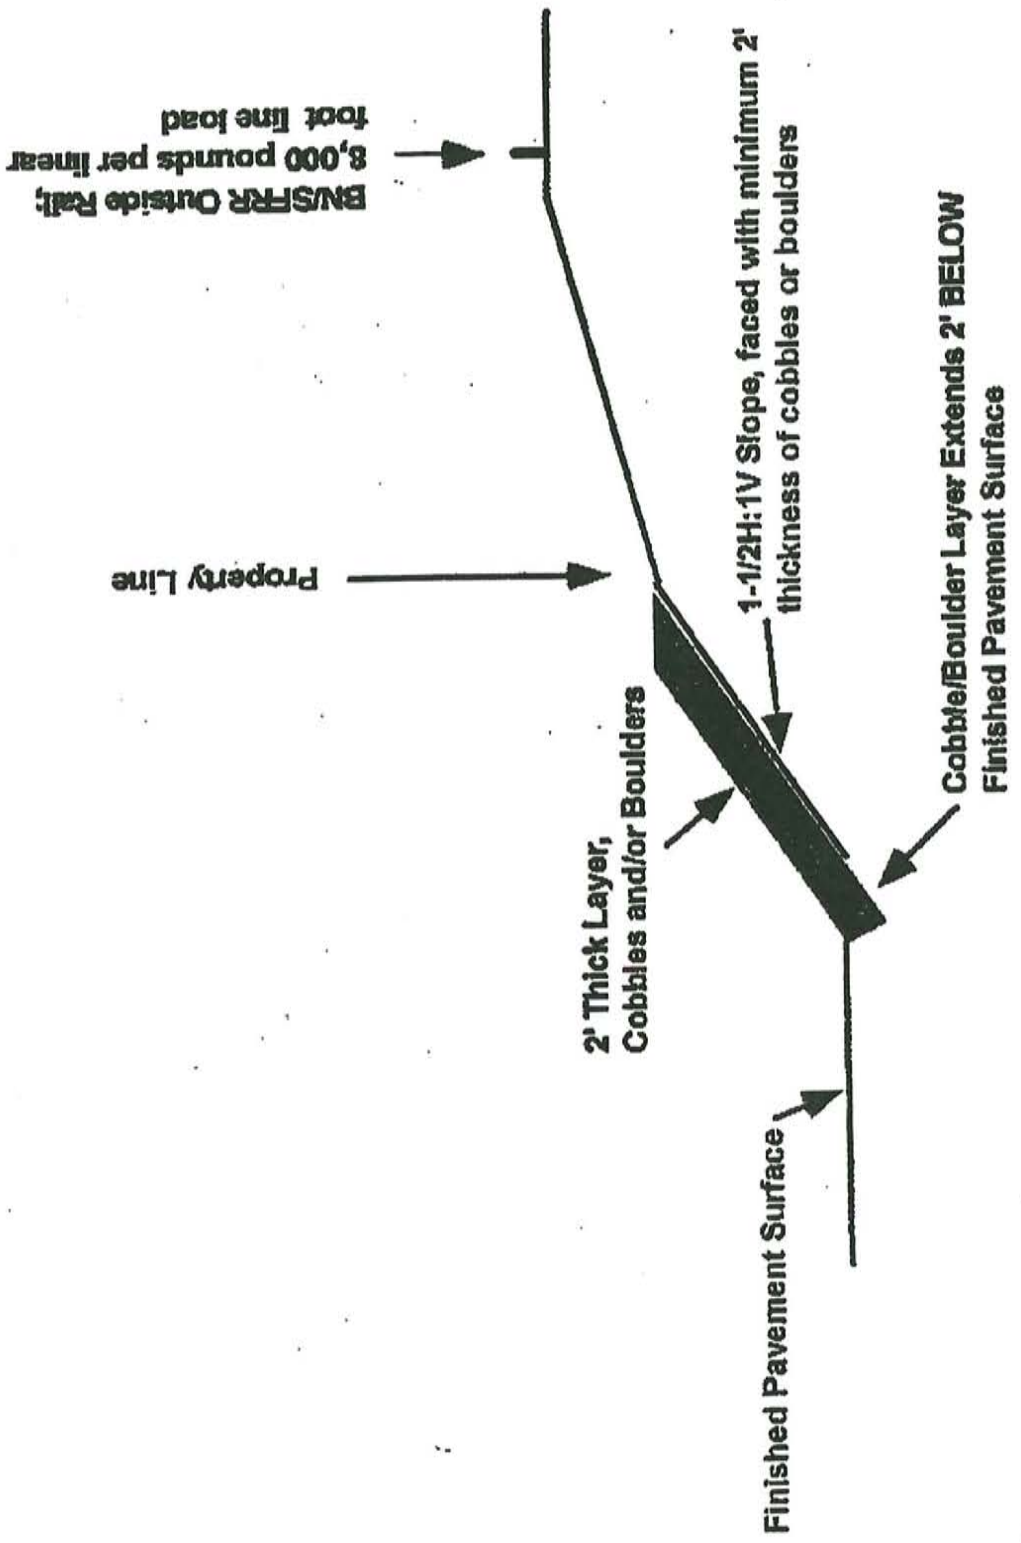 BN/SFRR Outside Rail;
8,000 pounds per linear
foot line load
Property Line
1-1/2H:1V Slope, faced with minimum 2'
thickness of cobbles or boulders
2' Thick Layer,
Cobbles and/or Boulders
Cobble/Boulder Layer Extends 2' BELOW
Finished Pavement Surface
Finished Pavement Surface